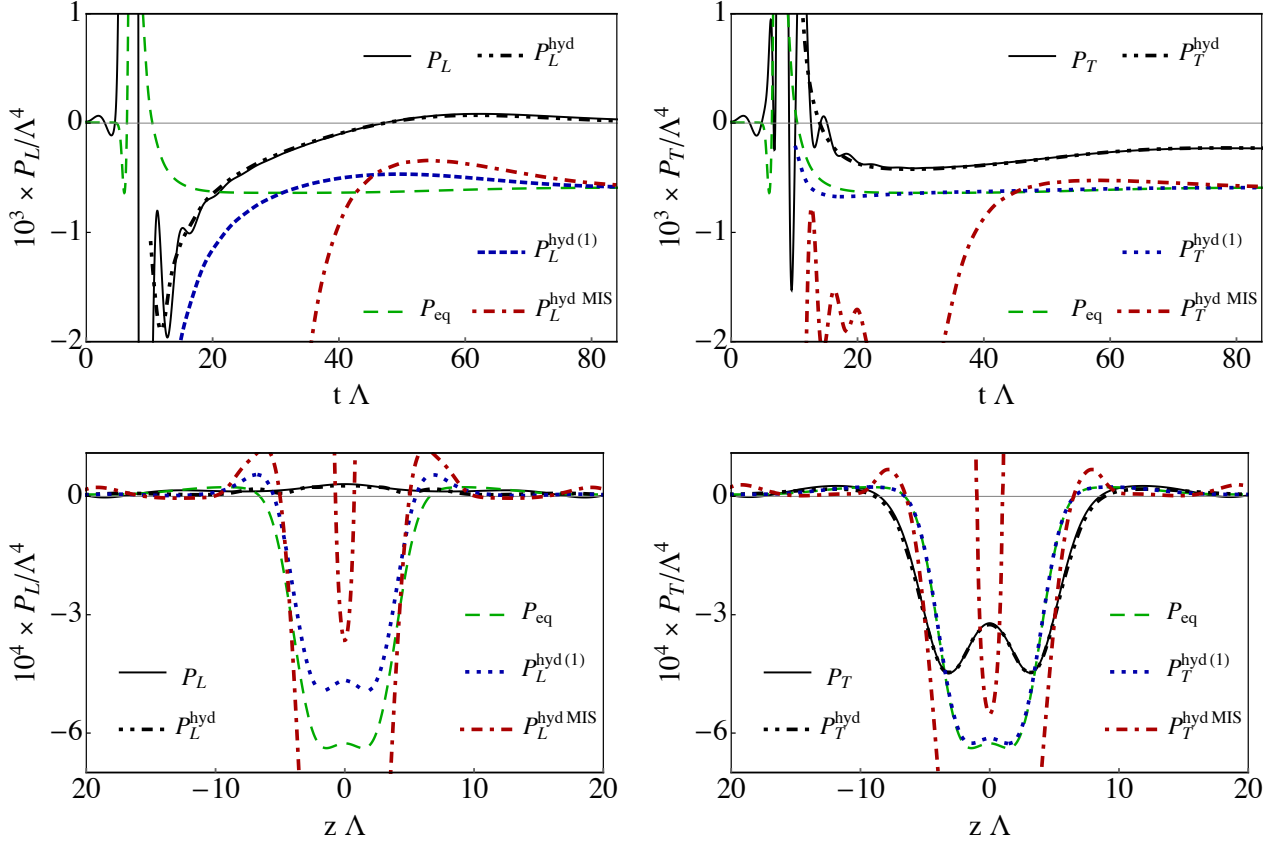 1
0
−1
−2
10³ × P_L/Λ⁴
P_L
P_L^hyd
P_L^hyd (1)
P_eq
P_L^hyd MIS
0
20
40
60
80
t Λ
1
0
−1
−2
10³ × P_T/Λ⁴
P_T
P_T^hyd
P_T^hyd (1)
P_eq
P_T^hyd MIS
0
20
40
60
80
t Λ
0
−3
−6
10⁴ × P_L/Λ⁴
P_eq
P_L
P_L^hyd (1)
P_L^hyd
P_L^hyd MIS
20
−10
0
10
20
z Λ
0
−3
−6
10⁴ × P_T/Λ⁴
P_eq
P_T
P_T^hyd (1)
P_T^hyd
P_T^hyd MIS
20
−10
0
10
20
z Λ